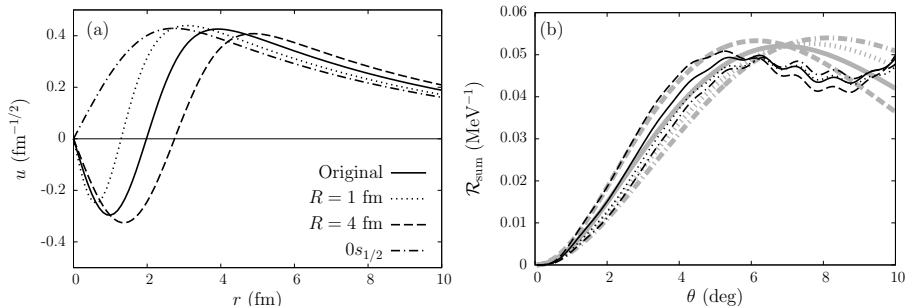 (a)
u (fm⁻¹/²)
0.4
0.2
0
-0.2
-0.4
0 2 4 6 8 10
r (fm)
Original
R = 1 fm
R = 4 fm
0s₁/₂
(b)
ℛsum (MeV⁻¹)
0.06
0.05
0.04
0.03
0.02
0.01
0
0 2 4 6 8 10
θ (deg)